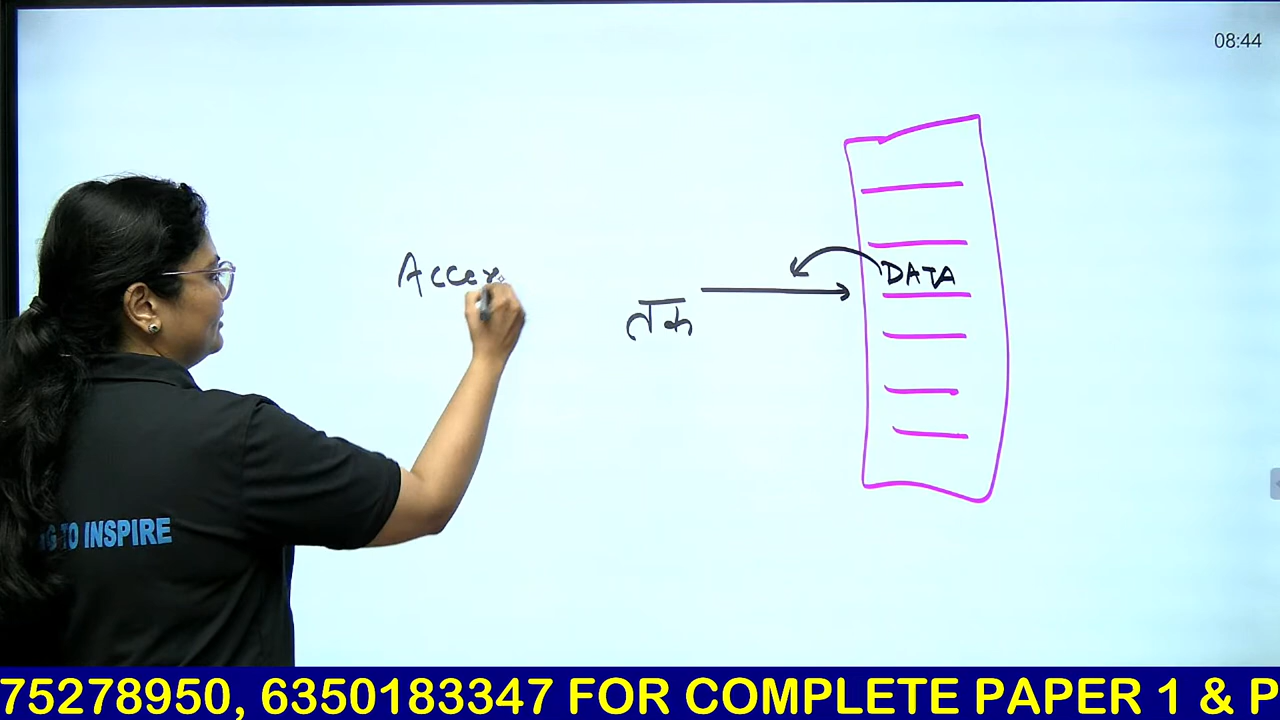 08:44
DATA
Acces
तक
G TO INSPIRE
75278950, 6350183347 FOR COMPLETE PAPER 1 & P